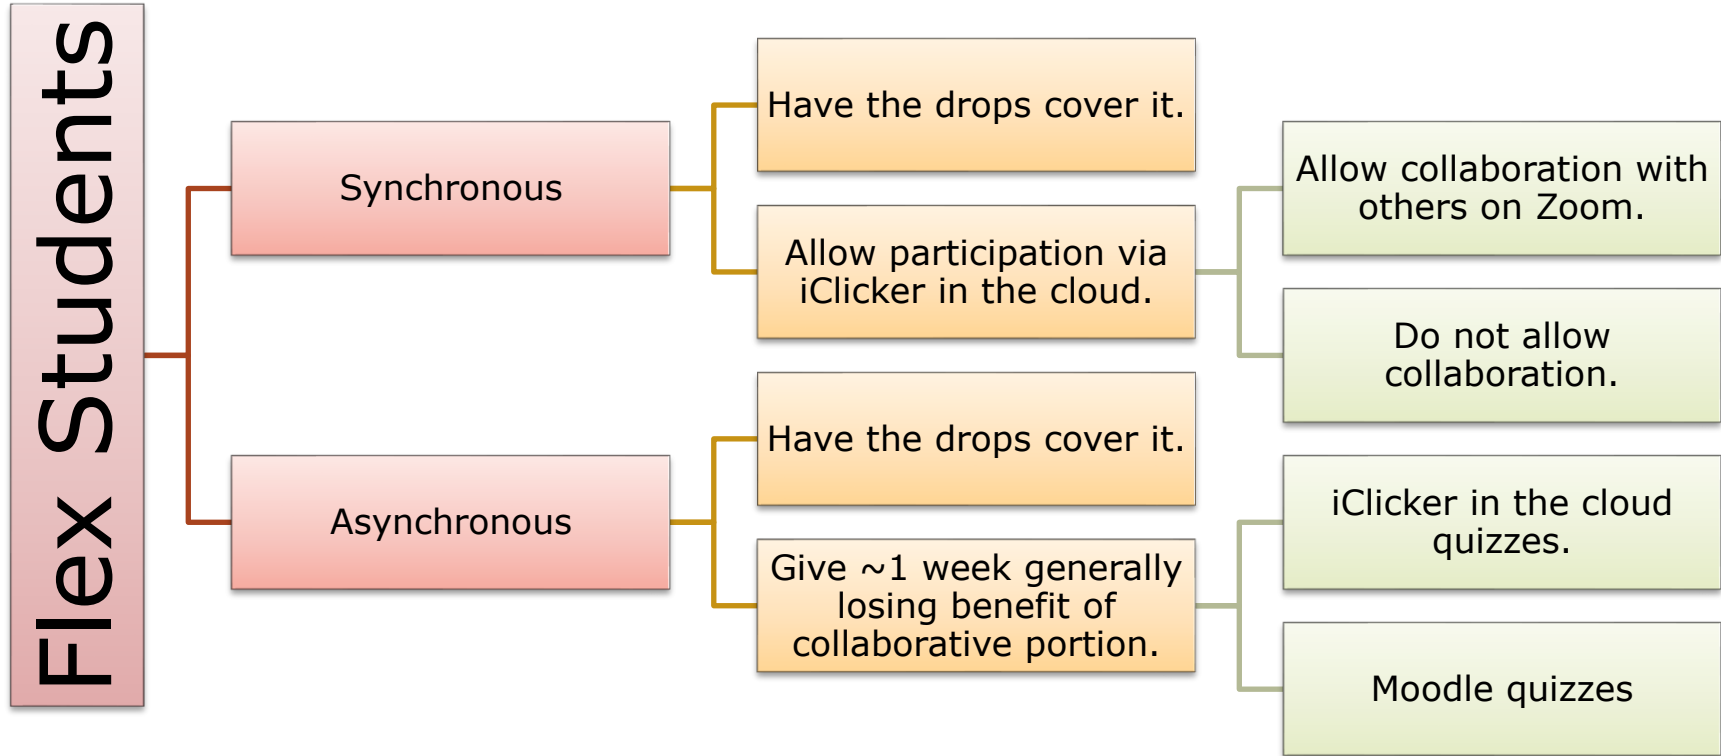 Flex Students
Synchronous
Have the drops cover it.
Allow participation via
iClicker in the cloud.
Allow collaboration with
others on Zoom.
Do not allow
collaboration.
Asynchronous
Have the drops cover it.
Give ~1 week generally
losing benefit of
collaborative portion.
iClicker in the cloud
quizzes.
Moodle quizzes